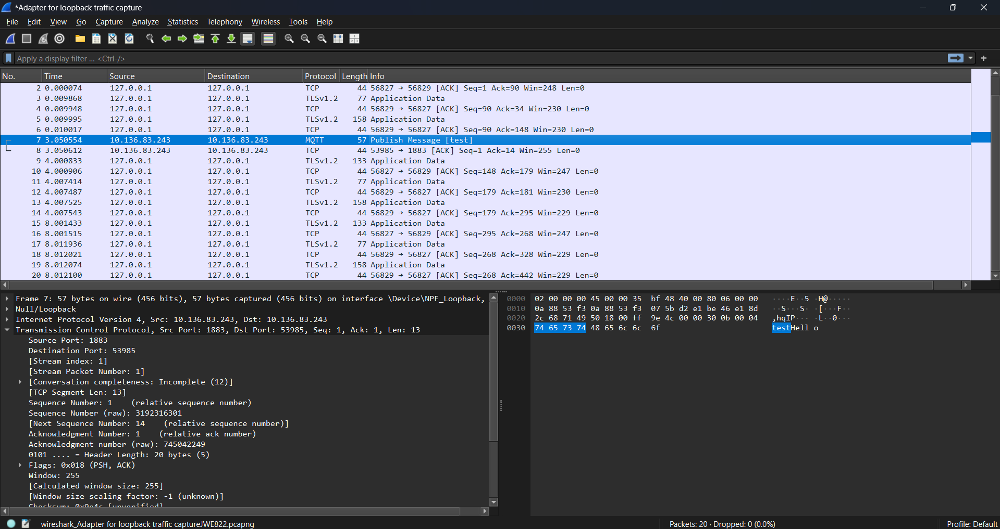 *Adapter for loopback traffic capture
File Edit View Go Capture Analyze Statistics Telephony Wireless Tools Help
Apply a display filter ... <Ctrl-/>
No. Time Source Destination Protocol Length Info
2 0.000074 127.0.0.1 127.0.0.1 TCP 44 56827 → 56829 [ACK] Seq=1 Ack=90 Win=248 Len=0
3 0.009868 127.0.0.1 127.0.0.1 TLSv1.2 77 Application Data
4 0.009948 127.0.0.1 127.0.0.1 TCP 44 56829 → 56827 [ACK] Seq=90 Ack=34 Win=230 Len=0
5 0.009995 127.0.0.1 127.0.0.1 TLSv1.2 158 Application Data
6 0.010017 127.0.0.1 127.0.0.1 TCP 44 56829 → 56827 [ACK] Seq=90 Ack=148 Win=230 Len=0
7 3.050554 10.136.83.243 10.136.83.243 MQTT 57 Publish Message [test]
8 3.050612 10.136.83.243 10.136.83.243 TCP 44 53985 → 1883 [ACK] Seq=1 Ack=14 Win=255 Len=0
9 4.000833 127.0.0.1 127.0.0.1 TLSv1.2 133 Application Data
10 4.000906 127.0.0.1 127.0.0.1 TCP 44 56827 → 56829 [ACK] Seq=148 Ack=179 Win=247 Len=0
11 4.007414 127.0.0.1 127.0.0.1 TLSv1.2 77 Application Data
12 4.007487 127.0.0.1 127.0.0.1 TCP 44 56829 → 56827 [ACK] Seq=179 Ack=181 Win=230 Len=0
13 4.007525 127.0.0.1 127.0.0.1 TLSv1.2 158 Application Data
14 4.007543 127.0.0.1 127.0.0.1 TCP 44 56829 → 56827 [ACK] Seq=179 Ack=295 Win=229 Len=0
15 8.001433 127.0.0.1 127.0.0.1 TLSv1.2 133 Application Data
16 8.001515 127.0.0.1 127.0.0.1 TCP 44 56827 → 56829 [ACK] Seq=295 Ack=268 Win=247 Len=0
17 8.011936 127.0.0.1 127.0.0.1 TLSv1.2 77 Application Data
18 8.012021 127.0.0.1 127.0.0.1 TCP 44 56829 → 56827 [ACK] Seq=268 Ack=328 Win=229 Len=0
19 8.012074 127.0.0.1 127.0.0.1 TLSv1.2 158 Application Data
20 8.012100 127.0.0.1 127.0.0.1 TCP 44 56829 → 56827 [ACK] Seq=268 Ack=442 Win=229 Len=0
Frame 7: 57 bytes on wire (456 bits), 57 bytes captured (456 bits) on interface \Device\NPF_Loopback,
Null/Loopback
Internet Protocol Version 4, Src: 10.136.83.243, Dst: 10.136.83.243
Transmission Control Protocol, Src Port: 1883, Dst Port: 53985, Seq: 1, Ack: 1, Len: 13
Source Port: 1883
Destination Port: 53985
[Stream index: 1]
[Stream Packet Number: 1]
[Conversation completeness: Incomplete (12)]
[TCP Segment Len: 13]
Sequence Number: 1 (relative sequence number)
Sequence Number (raw): 3192316301
[Next Sequence Number: 14 (relative sequence number)]
Acknowledgment Number: 1 (relative ack number)
Acknowledgment number (raw): 745042249
0101 .... = Header Length: 20 bytes (5)
Flags: 0x018 (PSH, ACK)
Window: 255
[Calculated window size: 255]
[Window size scaling factor: -1 (unknown)]
Checksum: 0x9e4c [unverified]
0000 02 00 00 00 45 00 00 35 bf 48 40 00 80 06 00 00 ····E··5 ·H@·····
0010 0a 88 53 f3 0a 88 53 f3 07 5b d2 e1 be 46 e1 8d ··S···S· ·[···F··
0020 2c 68 71 49 50 18 00 ff 9e 4c 00 00 30 0b 00 04 ,hqIP··· ·L··0···
0030 74 65 73 74 48 65 6c 6c 6f testHell o
wireshark_Adapter for loopback traffic captureJWE822.pcapng
Packets: 20 · Dropped: 0 (0.0%)
Profile: Default